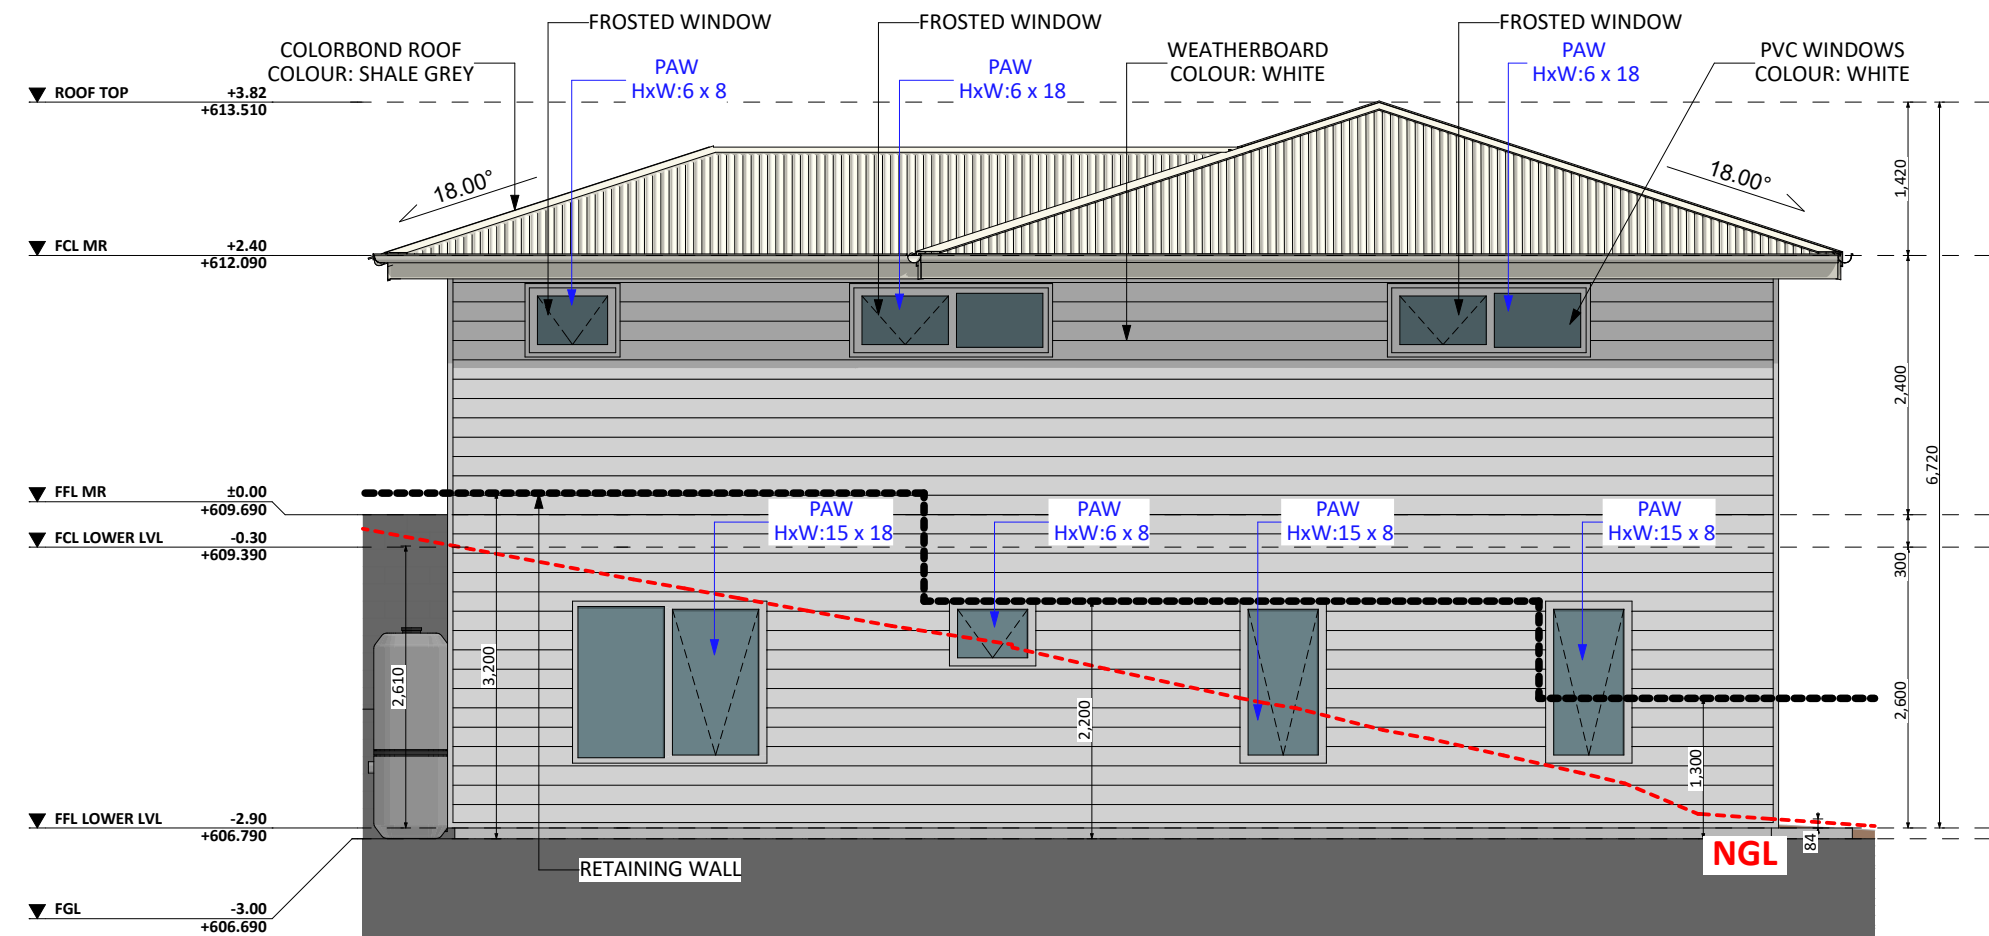 FROSTED WINDOW
FROSTED WINDOW
FROSTED WINDOW
COLORBOND ROOF
COLOUR: SHALE GREY
PAW
HxW:6 x 8
PAW
HxW:6 x 18
WEATHERBOARD
COLOUR: WHITE
PAW
HxW:6 x 18
PVC WINDOWS
COLOUR: WHITE
ROOF TOP +3.82
+613.510
18.00°
18.00°
1,420
FCL MR +2.40
+612.090
2,400
6,720
FFL MR ±0.00
+609.690
FCL LOWER LVL -0.30
+609.390
300
PAW
HxW:15 x 18
PAW
HxW:6 x 8
PAW
HxW:15 x 8
PAW
HxW:15 x 8
2,610
3,200
2,200
1,300
2,600
FFL LOWER LVL -2.90
+606.790
84
NGL
RETAINING WALL
FGL -3.00
+606.690